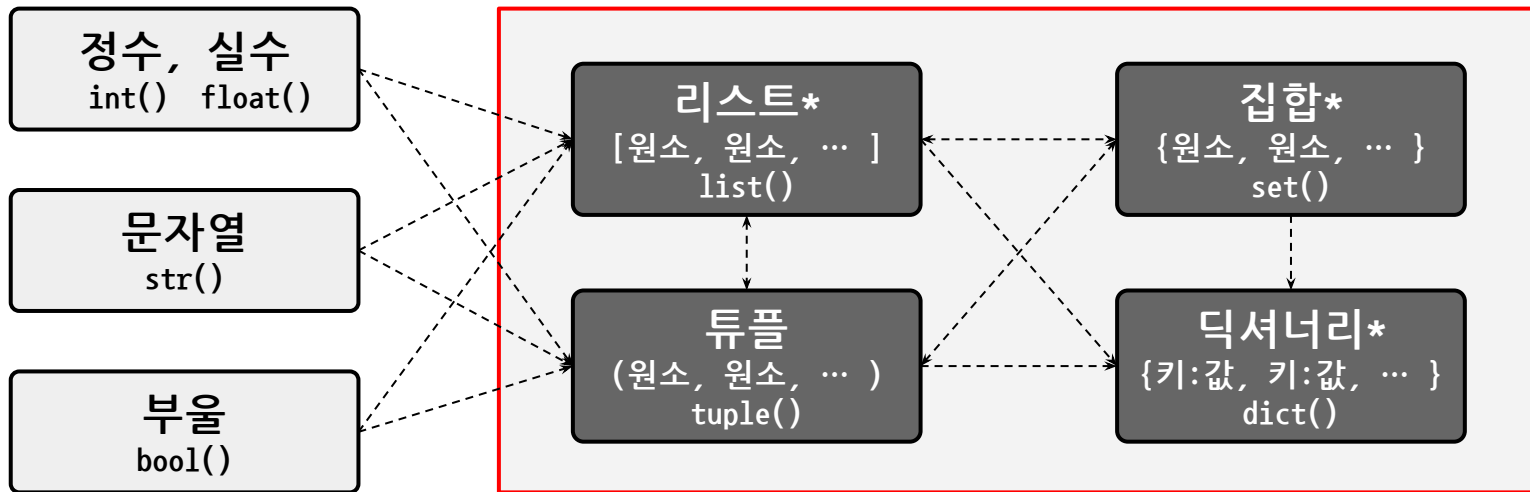 정수, 실수
int() float()
문자열
str()
부울
bool()
리스트*
[원소, 원소, … ]
list()
튜플
(원소, 원소, … )
tuple()
집합*
{원소, 원소, … }
set()
딕셔너리*
{키:값, 키:값, … }
dict()